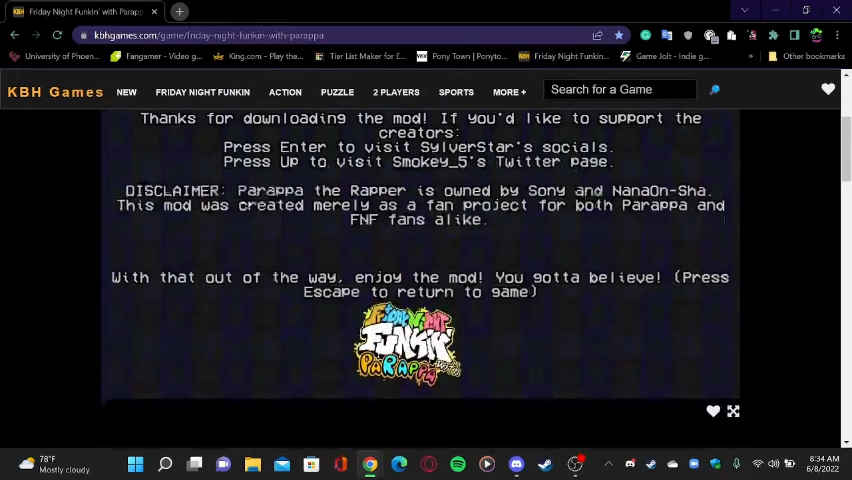 Friday Night Funkin' with Parapp
kbhgames.com/game/friday-night-funkin-with-parappa
University of Phoen...
Fangamer - Video g...
King.com - Play the...
Tier List Maker for E...
Pony Town | Ponyto...
Friday Night Funkin...
Game Jolt - Indie g...
Other bookmarks
KBH Games
NEW
FRIDAY NIGHT FUNKIN
ACTION
PUZZLE
2 PLAYERS
SPORTS
MORE +
Search for a Game
Thanks for downloading the mod! If you'd like to support the
creators:
Press Enter to visit SylverStar's socials.
Press Up to visit Smokey_5's Twitter page.
DISCLAIMER: Parappa the Rapper is owned by Sony and NanaOn-Sha.
This mod was created merely as a fan project for both Parappa and
FNF fans alike.
With that out of the way, enjoy the mod! You gotta believe! (Press
Escape to return to game)
FRiDAY NiGHT
FUNKIN'
PARAPPA
78°F
Mostly cloudy
8:34 AM
6/8/2022